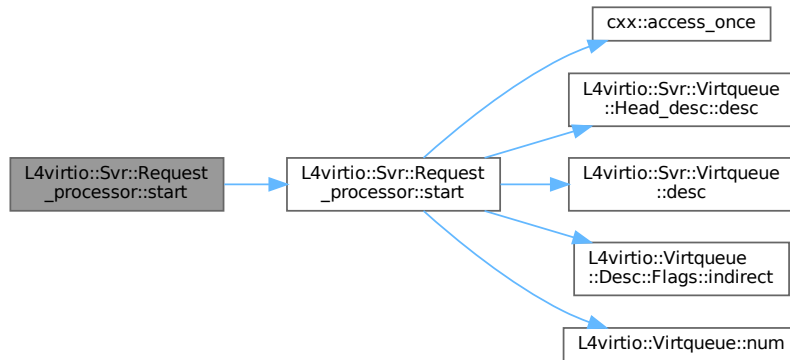 cxx::access_once
L4virtio::Svr::Virtqueue
::Head_desc::desc
L4virtio::Svr::Request
_processor::start
L4virtio::Svr::Request
_processor::start
L4virtio::Svr::Virtqueue
::desc
L4virtio::Virtqueue
::Desc::Flags::indirect
L4virtio::Virtqueue::num